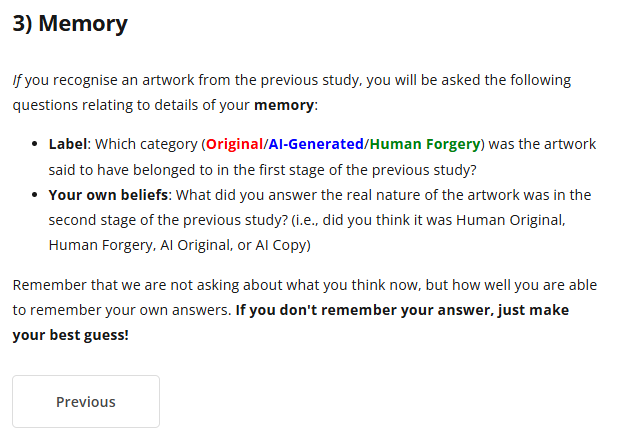 3) Memory
If you recognise an artwork from the previous study, you will be asked the following
questions relating to details of your memory:
• Label: Which category (Original/AI-Generated/Human Forgery) was the artwork
said to have belonged to in the first stage of the previous study?
• Your own beliefs: What did you answer the real nature of the artwork was in the
second stage of the previous study? (i.e., did you think it was Human Original,
Human Forgery, AI Original, or AI Copy)
Remember that we are not asking about what you think now, but how well you are able
to remember your own answers. If you don't remember your answer, just make
your best guess!
Previous